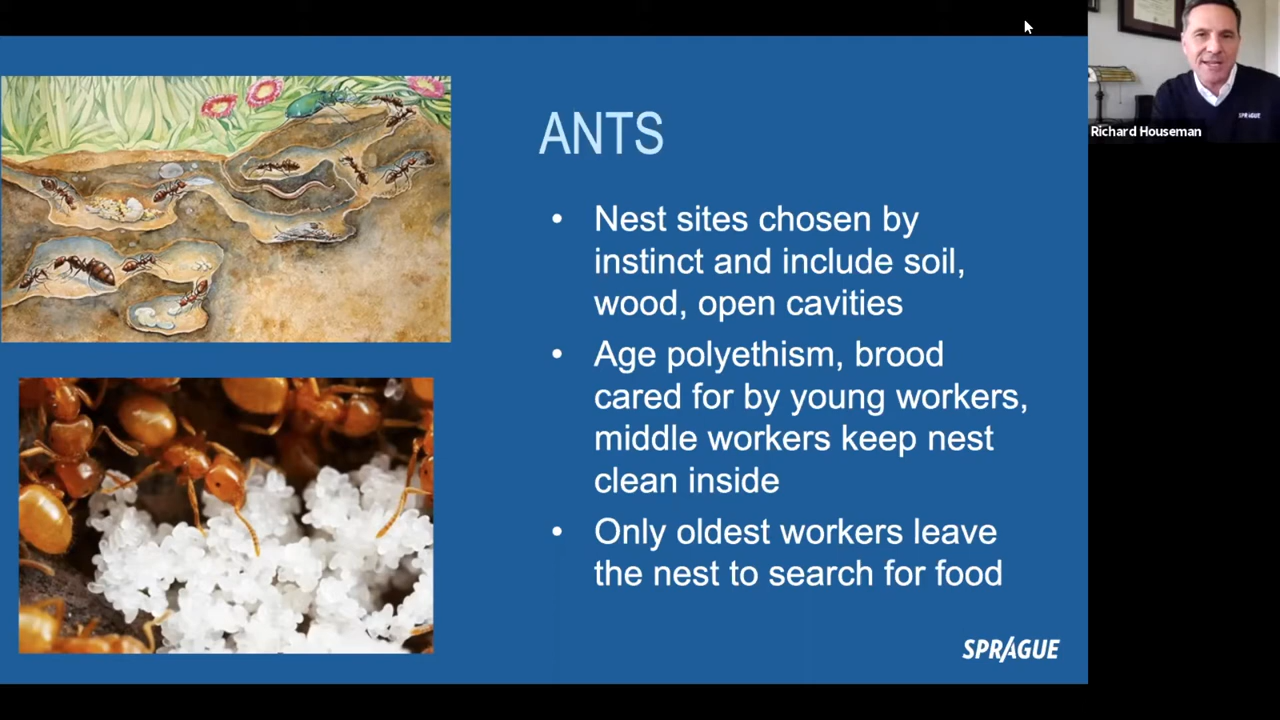 ANTS
• Nest sites chosen by
instinct and include soil,
wood, open cavities
• Age polyethism, brood
cared for by young workers,
middle workers keep nest
clean inside
• Only oldest workers leave
the nest to search for food
SPRAGUE
SPRAGUE
Richard Houseman